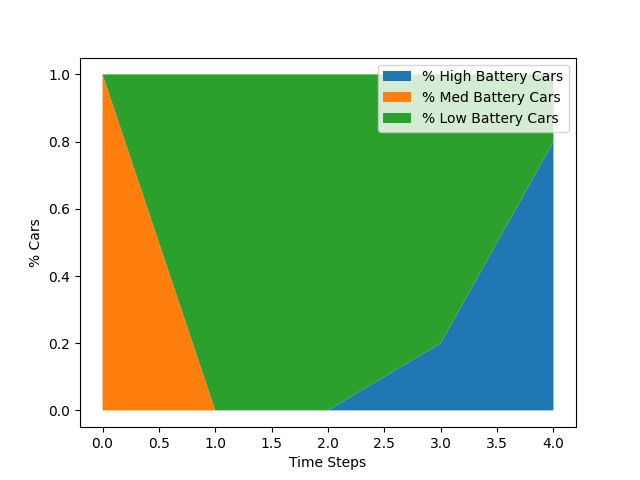 % High Battery Cars
% Med Battery Cars
% Low Battery Cars
1.0
0.8
0.6
0.4
0.2
0.0
% Cars
0.0 0.5 1.0 1.5 2.0 2.5 3.0 3.5 4.0
Time Steps